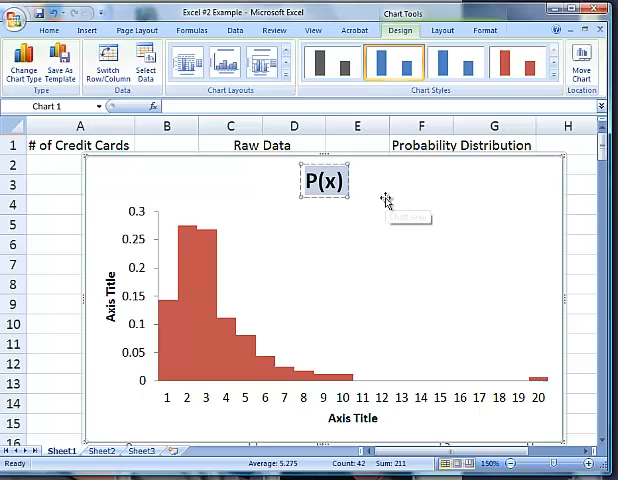 Excel #2 Example - Microsoft Excel
Chart Tools
Home Insert Page Layout Formulas Data Review View Acrobat Design Layout Format
Change Chart Type
Save As Template
Switch Row/Column
Select Data
Move Chart
Type Data Chart Layouts Chart Styles Location
Chart 1 fx
A B C D E F G H
1 # of Credit Cards Raw Data Probability Distribution
2
3
4
5
6
7
8
9
10
11
12
13
14
15
16
P(x)
Chart Area
0.3
0.25
0.2
0.15
0.1
0.05
0
Axis Title
1 2 3 4 5 6 7 8 9 10 11 12 13 14 15 16 17 18 19 20
Axis Title
Sheet1 Sheet2 Sheet3
Ready Average: 5.275 Count: 42 Sum: 211 150%